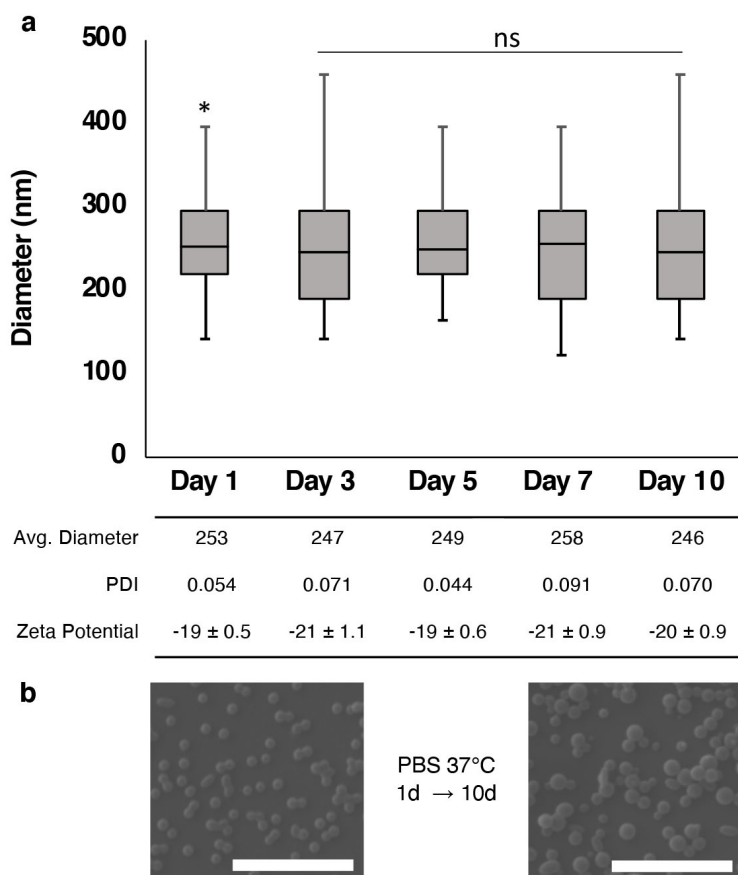 a
500
400
300
200
100
0
Diameter (nm)
*
ns
Day 1 Day 3 Day 5 Day 7 Day 10
Avg. Diameter 253 247 249 258 246
PDI 0.054 0.071 0.044 0.091 0.070
Zeta Potential -19 ± 0.5 -21 ± 1.1 -19 ± 0.6 -21 ± 0.9 -20 ± 0.9
b
PBS 37°C
1d → 10d